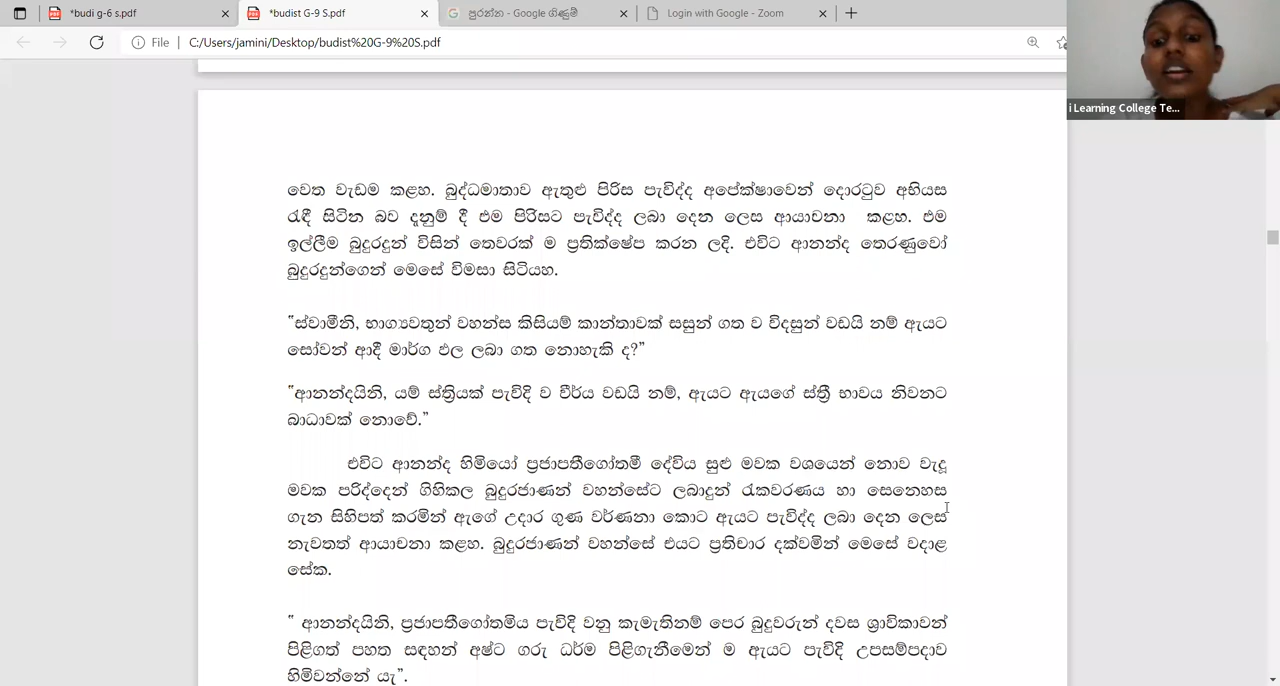 *budi g-6 s.pdf
*budist G-9 S.pdf
පුරන්න - Google ගිණුම්
Login with Google - Zoom
File
C:/Users/jamini/Desktop/budist%20G-9%20S.pdf
i Learning College Te...
වෙත වැඩම කළහ. බුද්ධමාතාව ඇතුළු පිරිස පැවිද්ද අපේක්ෂාවෙන් දොරටුව අභියස
රැඳී සිටින බව දැනුම් දී එම පිරිසට පැවිද්ද ලබා දෙන ලෙස ආයාචනා කළහ. එම
ඉල්ලීම බුදුරදුන් විසින් තෙවරක් ම ප්‍රතික්ෂේප කරන ලදි. එවිට ආනන්ද තෙරණුවෝ
බුදුරදුන්ගෙන් මෙසේ විමසා සිටියහ.
“ස්වාමීනි, භාග්‍යවතුන් වහන්ස කිසියම් කාන්තාවක් සසුන් ගත ව විදසුන් වඩයි නම් ඇයට
සෝවන් ආදී මාර්ග ඵල ලබා ගත නොහැකි ද?”
“ආනන්දයිනි, යම් ස්ත්‍රියක් පැවිදි ව වීර්ය වඩයි නම්, ඇයට ඇයගේ ස්ත්‍රී භාවය නිවනට
බාධාවක් නොවේ.”
එවිට ආනන්ද හිමියෝ ප්‍රජාපතීගෝතමී දේවිය සුළු මවක වශයෙන් නොව වැදූ
මවක පරිද්දෙන් ගිහිකල බුදුරජාණන් වහන්සේට ලබාදුන් රැකවරණය හා සෙනෙහස
ගැන සිහිපත් කරමින් ඇගේ උදාර ගුණ වර්ණනා කොට ඇයට පැවිද්ද ලබා දෙන ලෙස
නැවතත් ආයාචනා කළහ. බුදුරජාණන් වහන්සේ එයට ප්‍රතිචාර දක්වමින් මෙසේ වදාළ
සේක.
“ ආනන්දයිනි, ප්‍රජාපතීගෝතමිය පැවිදි වනු කැමැතිනම් පෙර බුදුවරුන් දවස ශ්‍රාවිකාවන්
පිළිගත් පහත සඳහන් අෂ්ට ගරු ධර්ම පිළිගැනීමෙන් ම ඇයට පැවිදි උපසම්පදාව
හිමිවන්නේ යැ”.